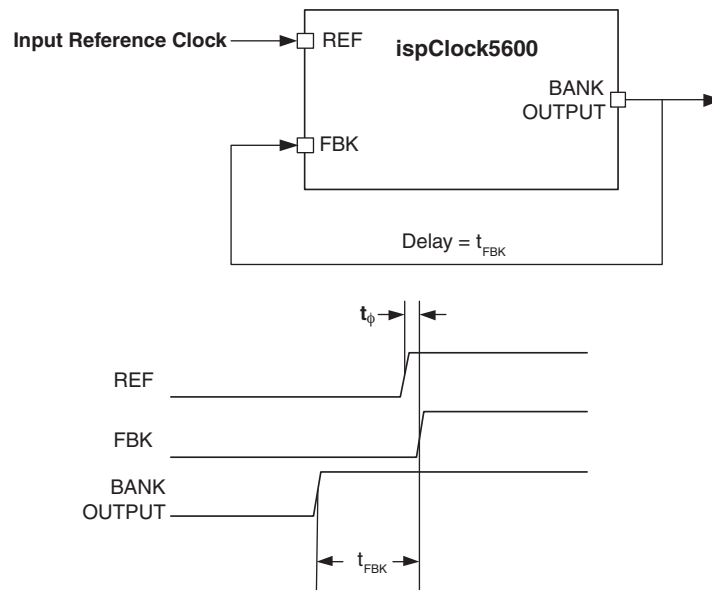 Input Reference Clock
REF
ispClock5600
BANK
OUTPUT
FBK
Delay = tFBK
tϕ
REF
FBK
BANK
OUTPUT
tFBK